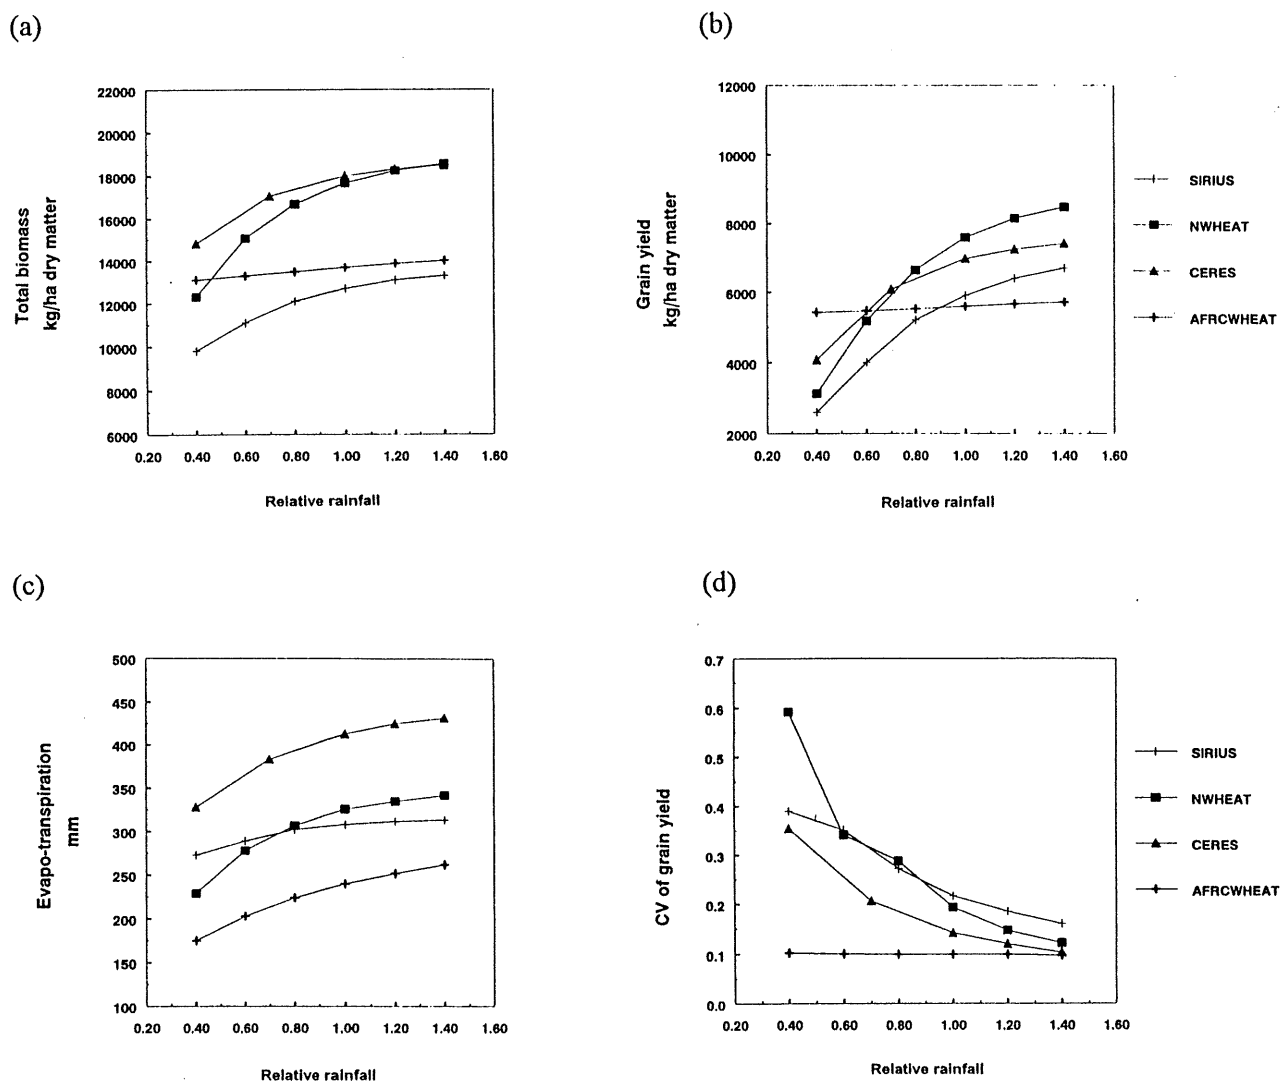 (a)
22000
20000
18000
16000
14000
12000
10000
8000
6000
0.20 0.40 0.60 0.80 1.00 1.20 1.40 1.60
Total biomass
kg/ha dry matter
Relative rainfall
(b)
12000
10000
8000
6000
4000
2000
0.20 0.40 0.60 0.80 1.00 1.20 1.40 1.60
Grain yield
kg/ha dry matter
Relative rainfall
SIRIUS
NWHEAT
CERES
AFRCWHEAT
(c)
500
450
400
350
300
250
200
150
100
0.20 0.40 0.60 0.80 1.00 1.20 1.40 1.60
Evapo-transpiration
mm
Relative rainfall
(d)
0.7
0.6
0.5
0.4
0.3
0.2
0.1
0.0
0.20 0.40 0.60 0.80 1.00 1.20 1.40 1.60
CV of grain yield
Relative rainfall
SIRIUS
NWHEAT
CERES
AFRCWHEAT